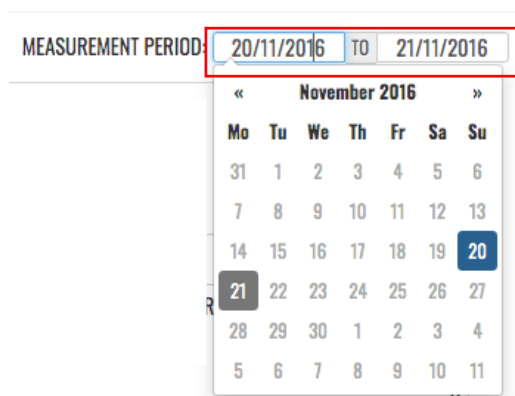 MEASUREMENT PERIOD: 20/11/2016 TO 21/11/2016
« November 2016 »
Mo Tu We Th Fr Sa Su
31 1 2 3 4 5 6
7 8 9 10 11 12 13
14 15 16 17 18 19 20
21 22 23 24 25 26 27
R
28 29 30 1 2 3 4
5 6 7 8 9 10 11